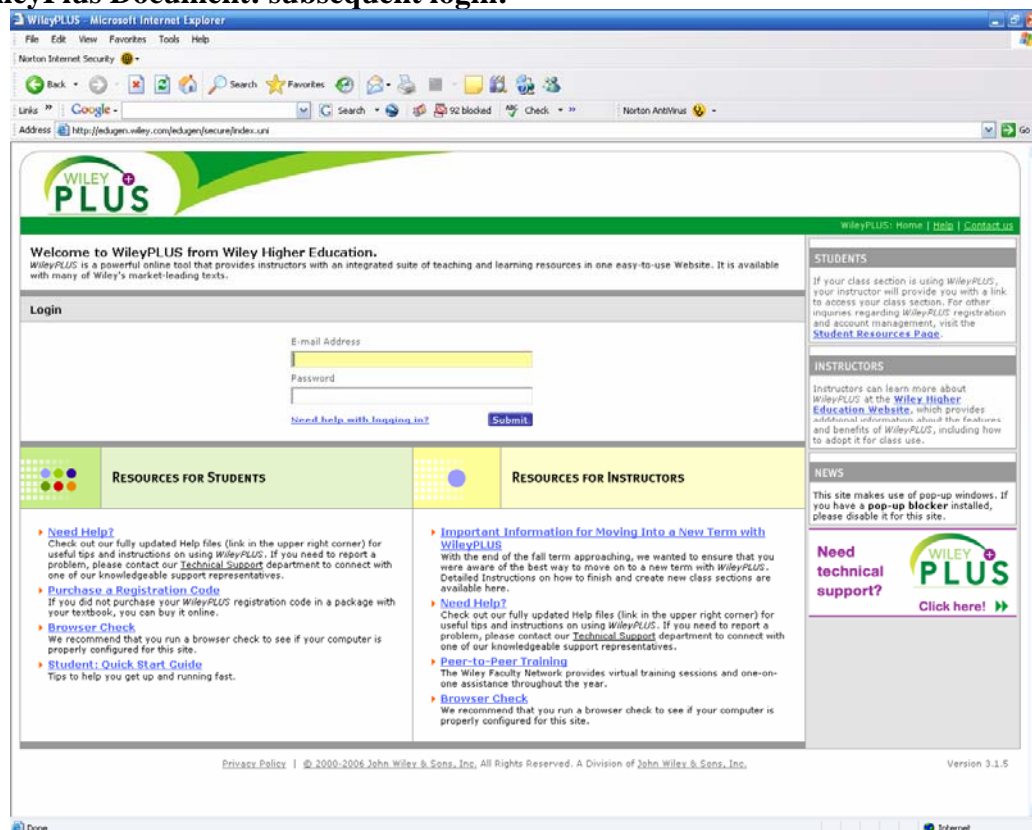 leyPlus Document: subsequent login:
WileyPLUS - Microsoft Internet Explorer
File Edit View Favorites Tools Help
Norton Internet Security
Back Search Favorites
Links » Google - Search 92 blocked Check » Norton AntiVirus
Address http://edugen.wiley.com/edugen/secure/index.uni Go
WILEY PLUS
WileyPLUS: Home | Help | Contact us
Welcome to WileyPLUS from Wiley Higher Education.
WileyPLUS is a powerful online tool that provides instructors with an integrated suite of teaching and learning resources in one easy-to-use Website. It is available
with many of Wiley's market-leading texts.
Login
E-mail Address
Password
Need help with logging in? Submit
RESOURCES FOR STUDENTS
Need Help?
Check out our fully updated Help files (link in the upper right corner) for
useful tips and instructions on using WileyPLUS. If you need to report a
problem, please contact our Technical Support department to connect with
one of our knowledgeable support representatives.
Purchase a Registration Code
If you did not purchase your WileyPLUS registration code in a package with
your textbook, you can buy it online.
Browser Check
We recommend that you run a browser check to see if your computer is
properly configured for this site.
Student: Quick Start Guide
Tips to help you get up and running fast.
RESOURCES FOR INSTRUCTORS
Important Information for Moving Into a New Term with
WileyPLUS
With the end of the fall term approaching, we wanted to ensure that you
were aware of the best way to move on to a new term with WileyPLUS.
Detailed Instructions on how to finish and create new class sections are
available here.
Need Help?
Check out our fully updated Help files (link in the upper right corner) for
useful tips and instructions on using WileyPLUS. If you need to report a
problem, please contact our Technical Support department to connect with
one of our knowledgeable support representatives.
Peer-to-Peer Training
The Wiley Faculty Network provides virtual training sessions and one-on-
one assistance throughout the year.
Browser Check
We recommend that you run a browser check to see if your computer is
properly configured for this site.
STUDENTS
If your class section is using WileyPLUS,
your instructor will provide you with a link
to access your class section. For other
inquiries regarding WileyPLUS registration
and account management, visit the
Student Resources Page.
INSTRUCTORS
Instructors can learn more about
WileyPLUS at the Wiley Higher
Education Website, which provides
additional information about the features
and benefits of WileyPLUS, including how
to adopt it for class use.
NEWS
This site makes use of pop-up windows. If
you have a pop-up blocker installed,
please disable it for this site.
Need
technical
support?
WILEY
PLUS
Click here!
Privacy Policy | © 2000-2006 John Wiley & Sons, Inc. All Rights Reserved. A Division of John Wiley & Sons, Inc.
Version 3.1.5
Done Internet